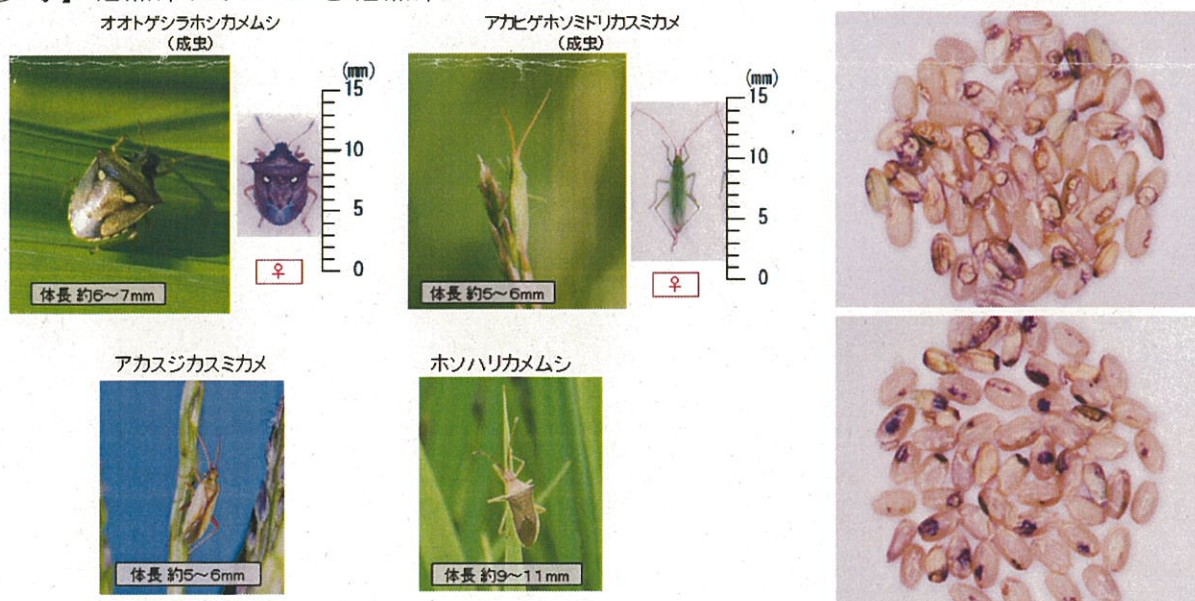 オオトゲシラホシカメムシ
(成虫)
アカヒゲホソミドリカスミカメ
(成虫)
(mm)
15
10
5
0
♀
体長 約6~7mm
(mm)
15
10
5
0
♀
体長 約5~6mm
アカスジカスミカメ
体長 約5~6mm
ホソハリカメムシ
体長 約9~11mm